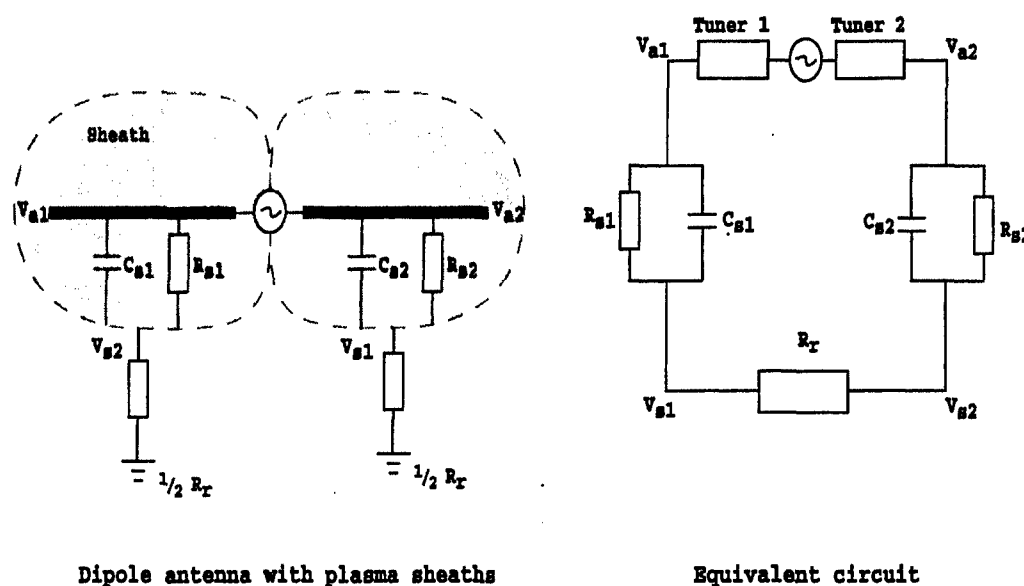 Sheath
Va1
Va2
Cs1
Rs1
Cs2
Rs2
Vs2
Vs1
1/2 Rr
1/2 Rr
Dipole antenna with plasma sheaths
Tuner 1
Tuner 2
Va1
Va2
Rs1
Cs1
Cs2
Rs2
Rr
Vs1
Vs2
Equivalent circuit